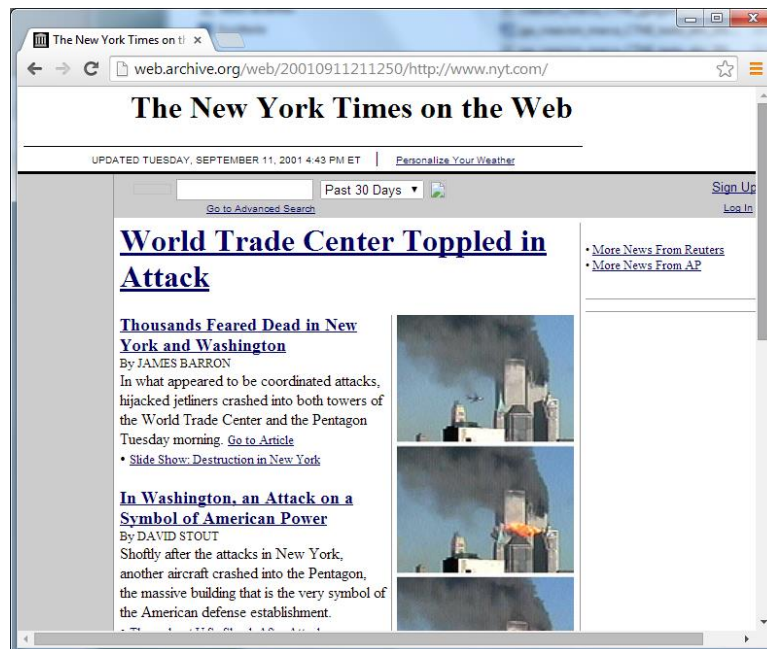 The New York Times on tl
web.archive.org/web/20010911211250/http://www.nyt.com/
The New York Times on the Web
UPDATED TUESDAY, SEPTEMBER 11, 2001 4:43 PM ET | Personalize Your Weather
Past 30 Days
Sign Up
Go to Advanced Search
Log In
World Trade Center Toppled in
Attack
• More News From Reuters
• More News From AP
Thousands Feared Dead in New
York and Washington
By JAMES BARRON
In what appeared to be coordinated attacks,
hijacked jetliners crashed into both towers of
the World Trade Center and the Pentagon
Tuesday morning. Go to Article
• Slide Show: Destruction in New York
In Washington, an Attack on a
Symbol of American Power
By DAVID STOUT
Shoftly after the attacks in New York,
another aircraft crashed into the Pentagon,
the massive building that is the very symbol of
the American defense establishment.